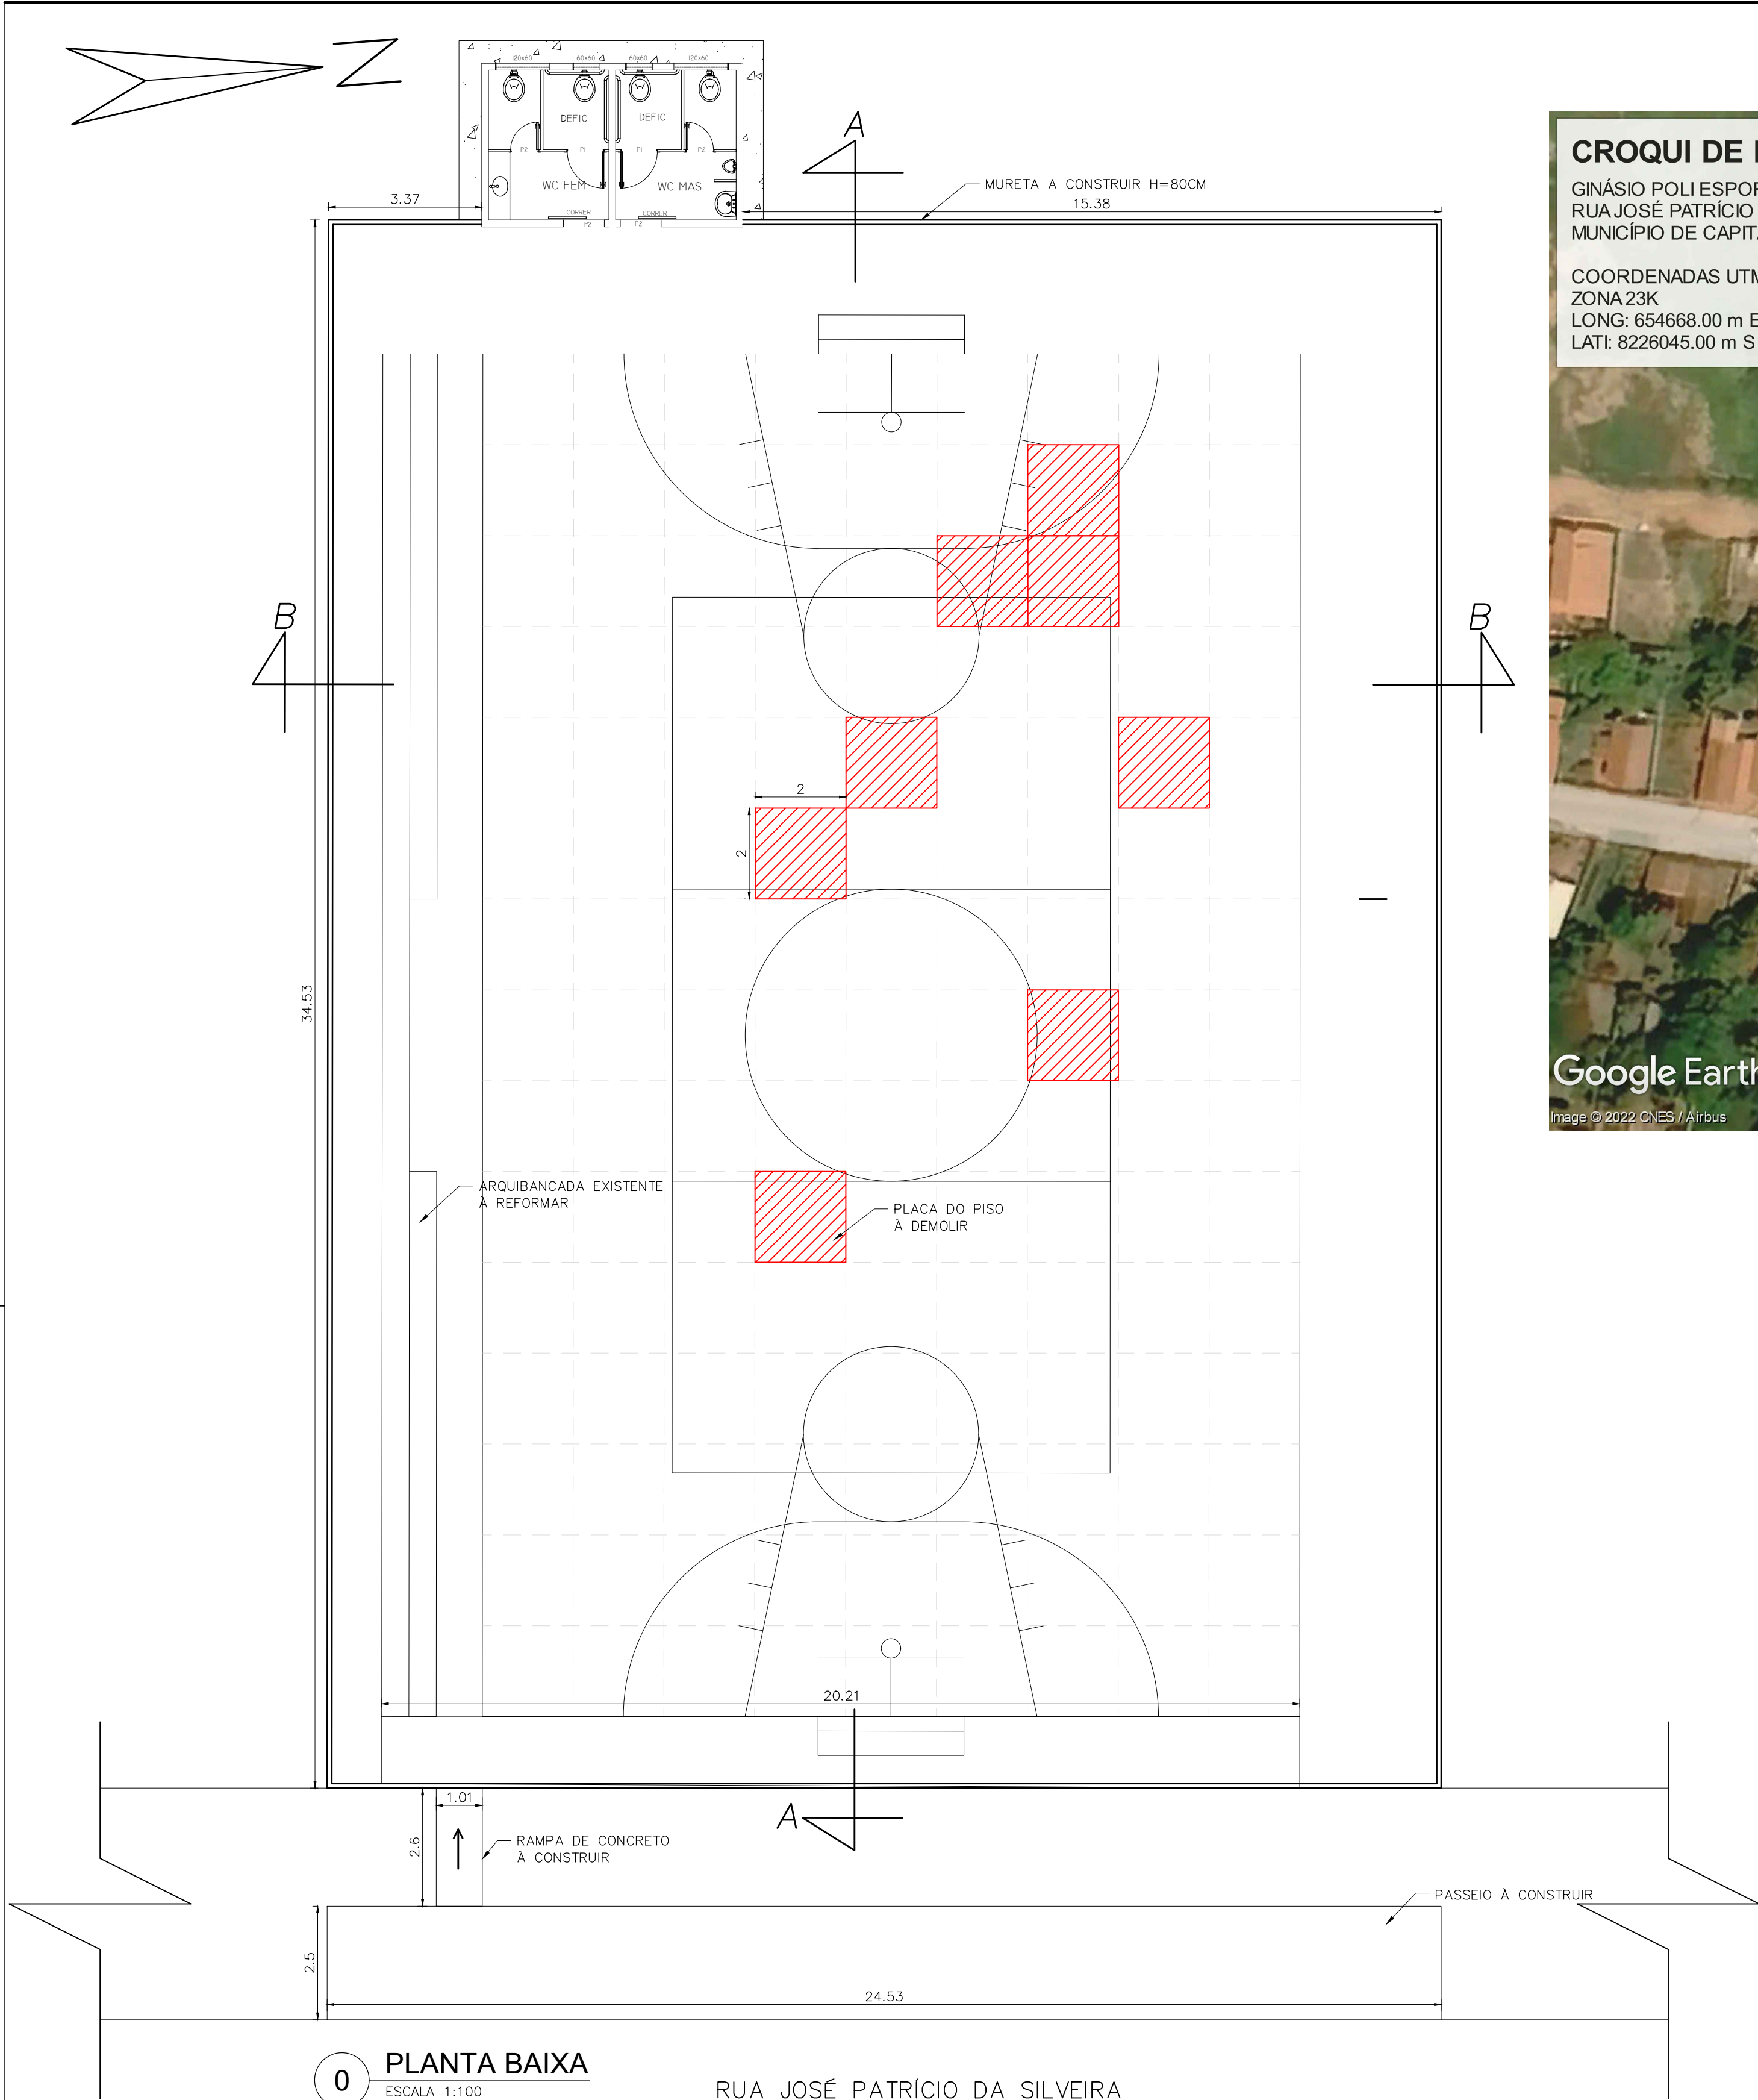 Z
120x60
60x60
60x60
120x60
DEFIC
DEFIC
P2
P1
P1
P2
WC FEM
WC MAS
CORRER
CORRER
P2
P2
A
MURETA A CONSTRUIR H=80CM
3.37
15.38
CROQUI DE
GINÁSIO POLI
RUA JOSÉ PATRÍCIO
MUNICÍPIO DE
COORDENADAS
ZONA 23K
LONG: 654668.00 m E
LATI: 8226045.00 m S
B
B
2
2
34.53
ARQUIBANCADA EXISTENTE
À REFORMAR
PLACA DO PISO
À DEMOLIR
Google Earth
Image © 2022 CNES / Airbus
20.21
1.01
2.6
RAMPA DE CONCRETO
À CONSTRUIR
A
PASSEIO À CONSTRUIR
2.5
24.53
0
PLANTA BAIXA
ESCALA 1:100
RUA JOSÉ PATRÍCIO DA SILVEIRA